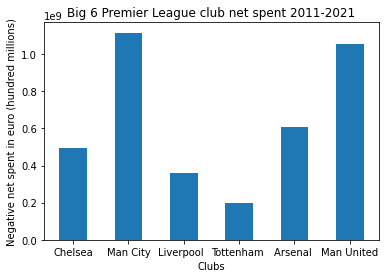 Big 6 Premier League club net spent 2011-2021
1e9
Negative net spent in euro (hundred millions)
1.0
0.8
0.6
0.4
0.2
0.0
Chelsea Man City Liverpool Tottenham Arsenal Man United
Clubs